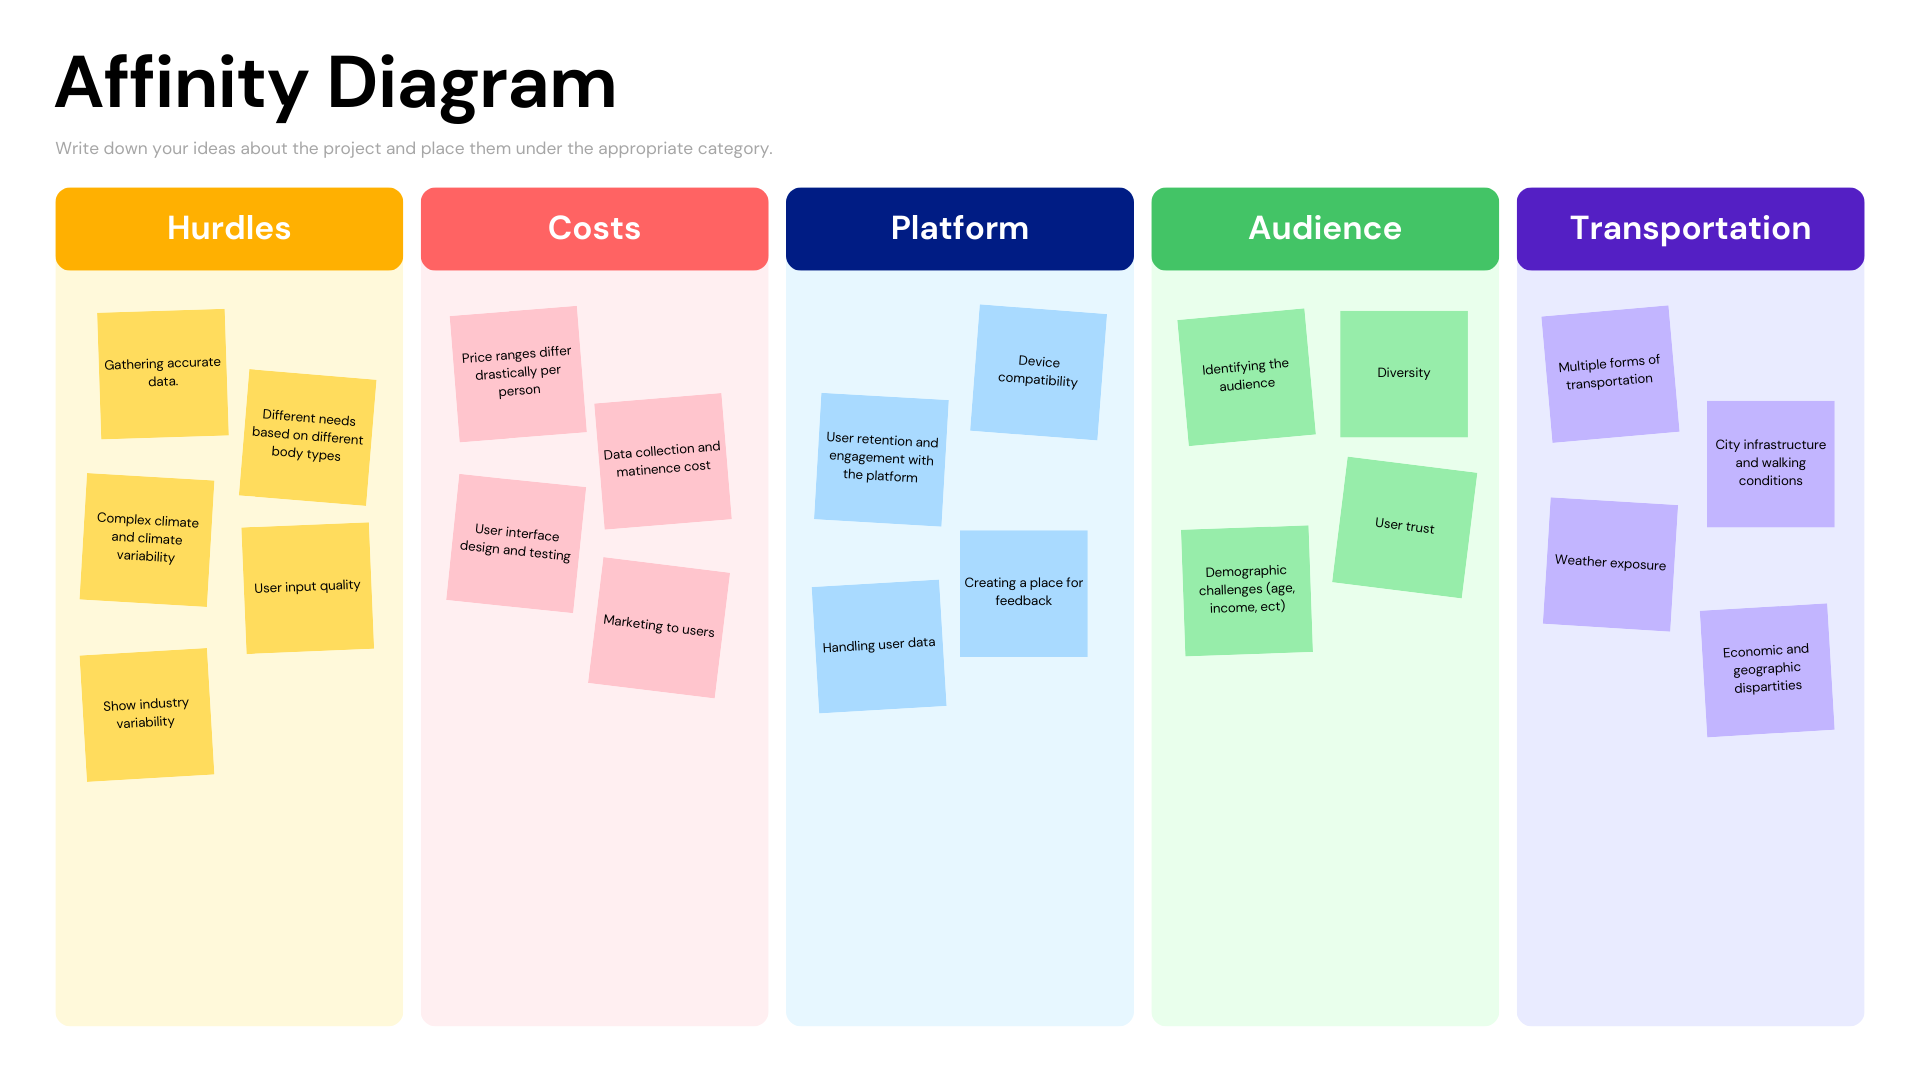 Affinity Diagram
Write down your ideas about the project and place them under the appropriate category.
Hurdles
Gathering accurate
data.
Different needs
based on different
body types
Complex climate
and climate
variability
User input quality
Show industry
variability
Costs
Price ranges differ
drastically per
person
Data collection and
matinence cost
User interface
design and testing
Marketing to users
Platform
Device
compatibility
User retention and
engagement with
the platform
Creating a place for
feedback
Handling user data
Audience
Identifying the
audience
Diversity
User trust
Demographic
challenges (age,
income, ect)
Transportation
Multiple forms of
transportation
City infrastructure
and walking
conditions
Weather exposure
Economic and
geographic
dispartities